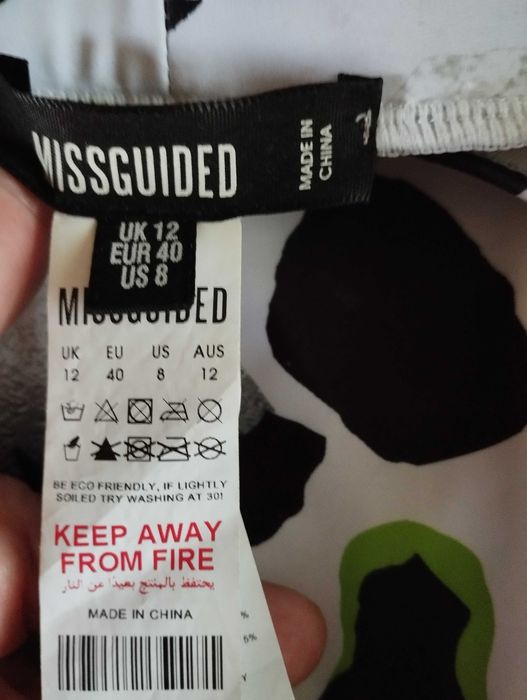 MISSGUIDED
MADE IN
CHINA
UK 12
EUR 40
US 8
MISSGUIDED
UK EU US AUS
12 40 8 12
BE ECO FRIENDLY, IF LIGHTLY
SOILED TRY WASHING AT 30!
KEEP AWAY
FROM FIRE
يحتفظ بالمنتج بعيدًا عن النار
MADE IN CHINA
%
5%